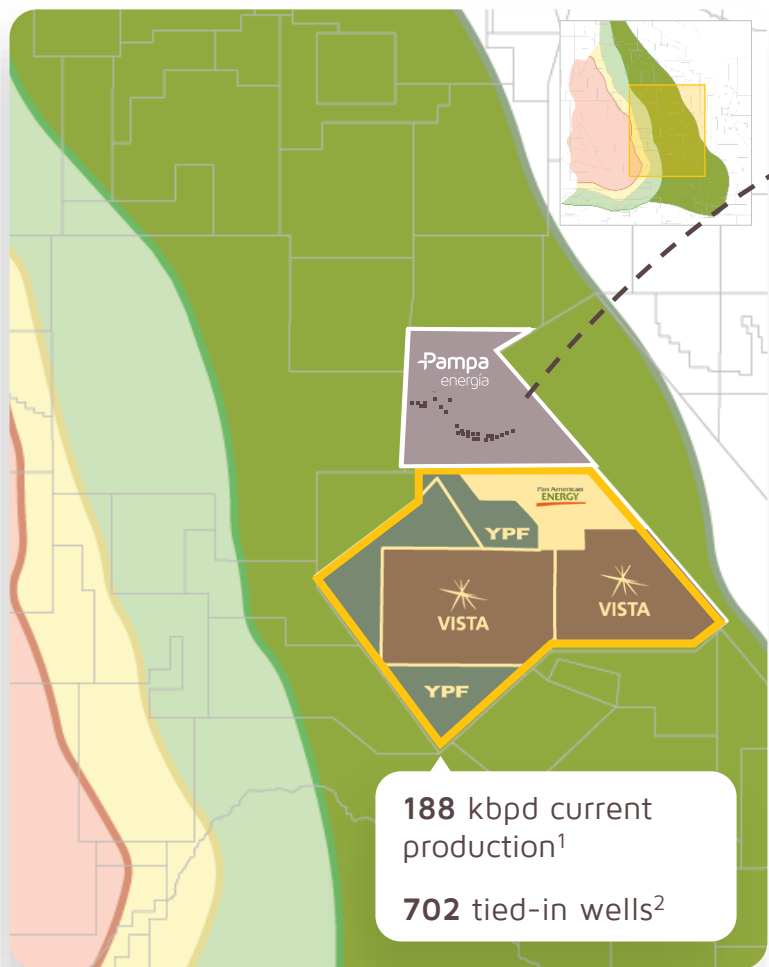 Pampa
energía
Pan American
ENERGY
YPF
VISTA
VISTA
YPF
188 kbpd current
production¹
702 tied-in wells²